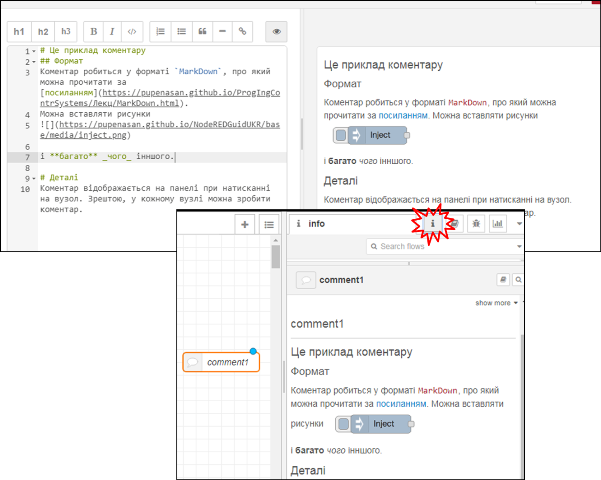 h1 h2 h3 B I </>
1 # Це приклад коментару
2 ## Формат
3 Коментар робиться у форматі `MarkDown`, про який
можна прочитати за
[посиланням](https://pupenasan.github.io/ProgIngCo
ntrSystems/Лекц/MarkDown.html).
4 Можна вставляти рисунки
5 ![](https://pupenasan.github.io/NodeREDGuidUKR/ba
se/media/inject.png)
6
7 і **багато** _чого_ іншого.
8
9 # Деталі
10 Коментар відображається на панелі при натисканні
на вузол. Зрештою, у кожному вузлі можна зробити
коментар.
Це приклад коментару
Формат
Коментар робиться у форматі MarkDown, про який можна
прочитати за посиланням. Можна вставляти рисунки
Inject
і багато чого іншого.
Деталі
Коментар відображається на панелі при натисканні на вузол.
ар.
i info i
Search flows
comment1
show more
comment1
comment1
Це приклад коментару
Формат
Коментар робиться у форматі MarkDown, про який
можна прочитати за посиланням. Можна вставляти
рисунки Inject
і багато чого іншого.
Деталі